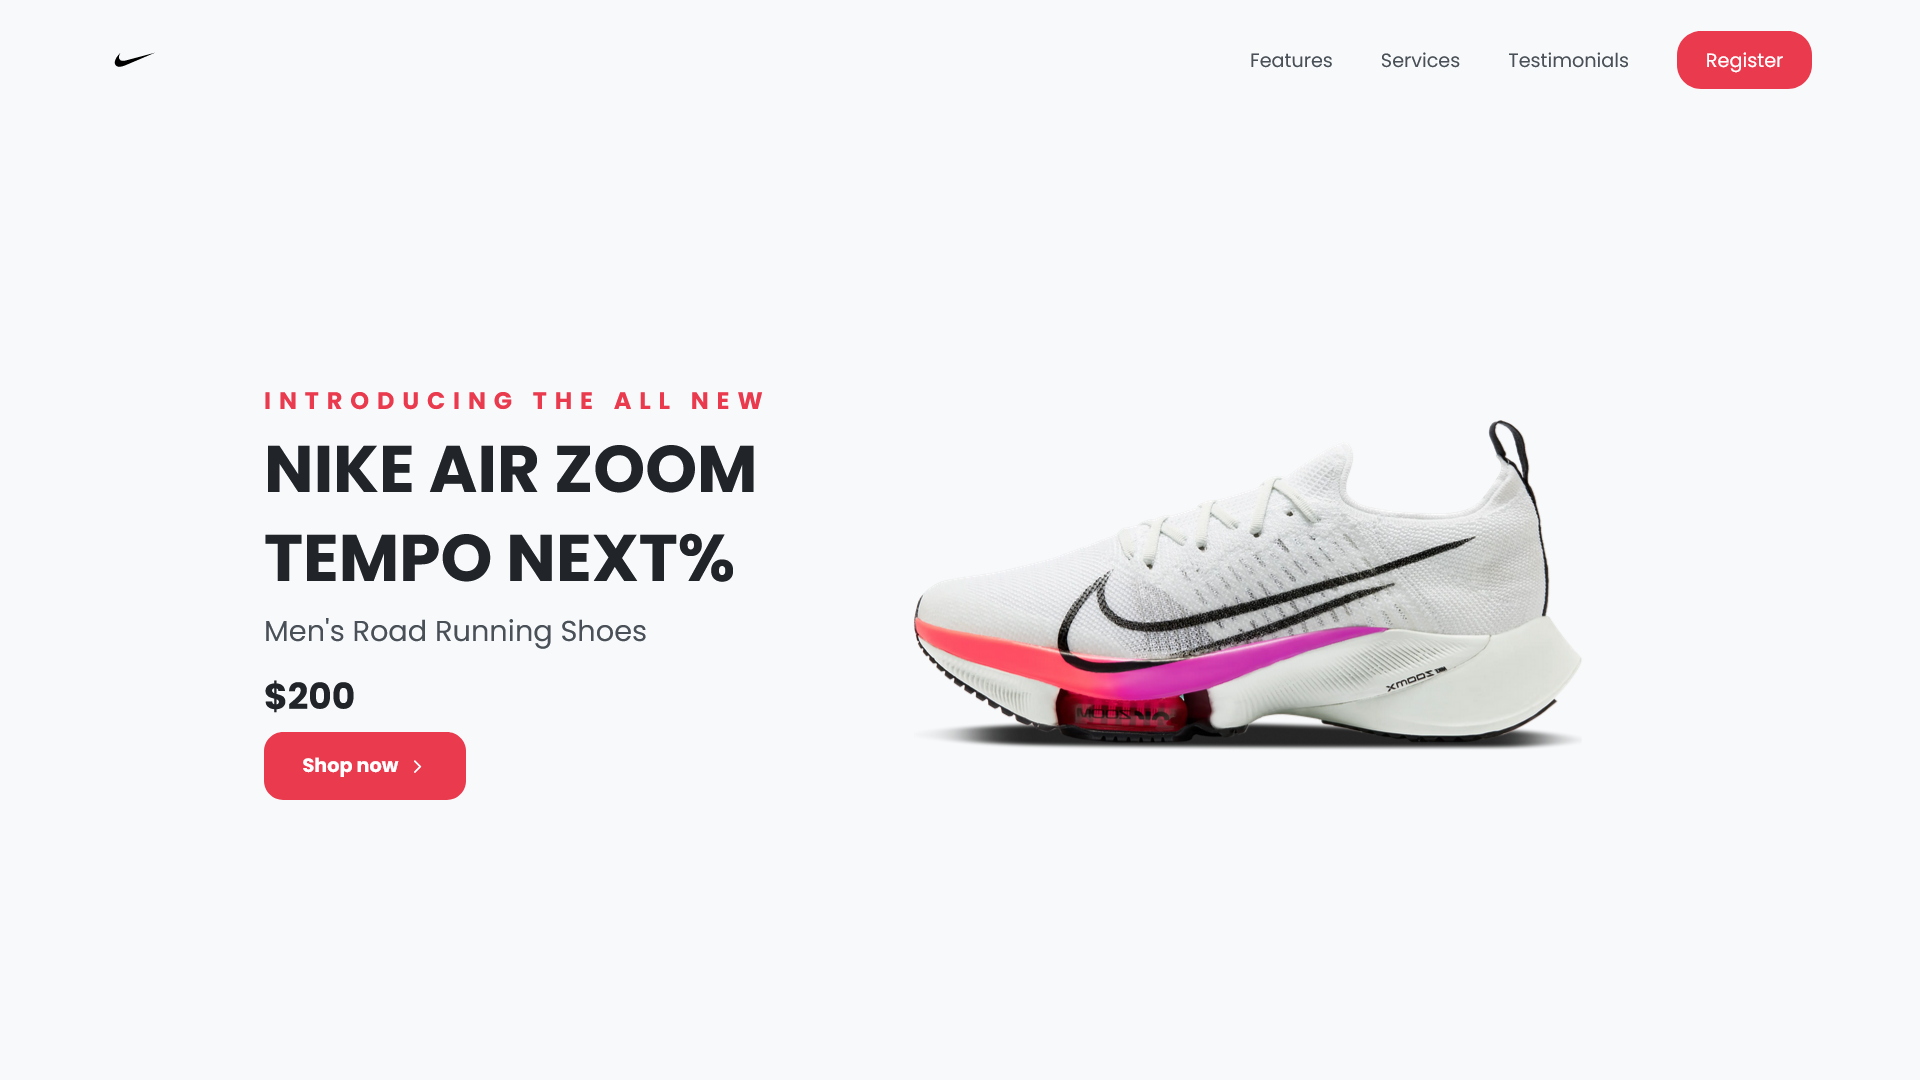 Features
Services
Testimonials
Register
INTRODUCING THE ALL NEW
NIKE AIR ZOOM
TEMPO NEXT%
Men's Road Running Shoes
$200
Shop now
ZOOMX